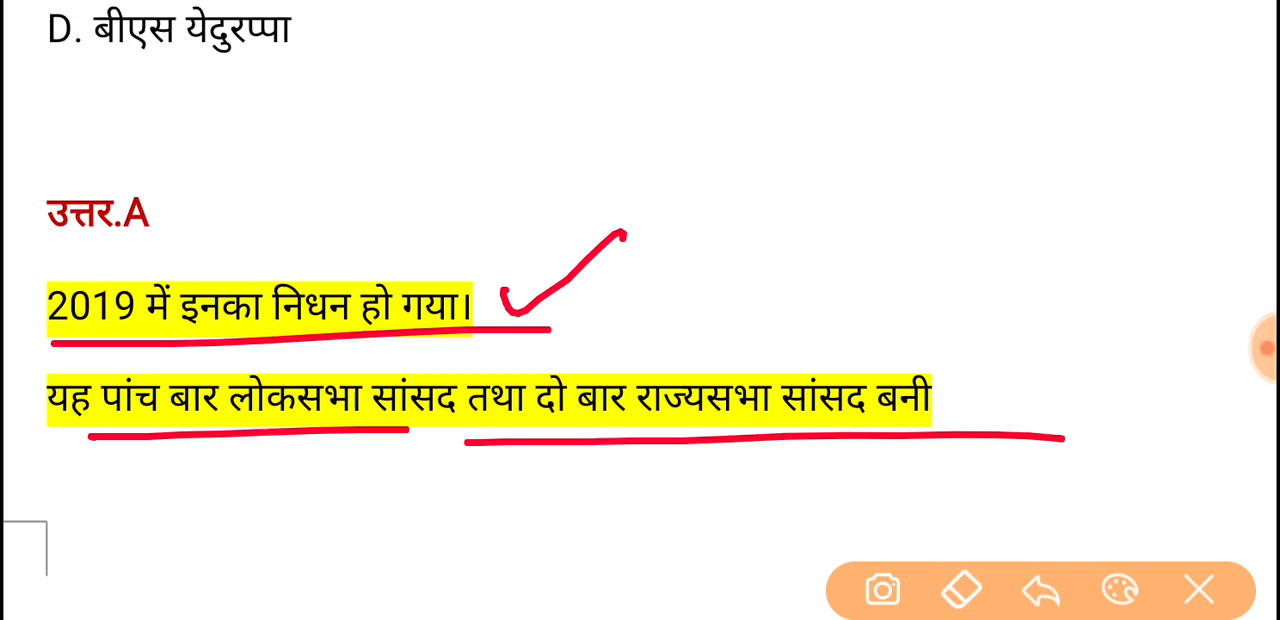 D. बीएस येदुरप्पा
उत्तर.A
2019 में इनका निधन हो गया।
यह पांच बार लोकसभा सांसद तथा दो बार राज्यसभा सांसद बनी